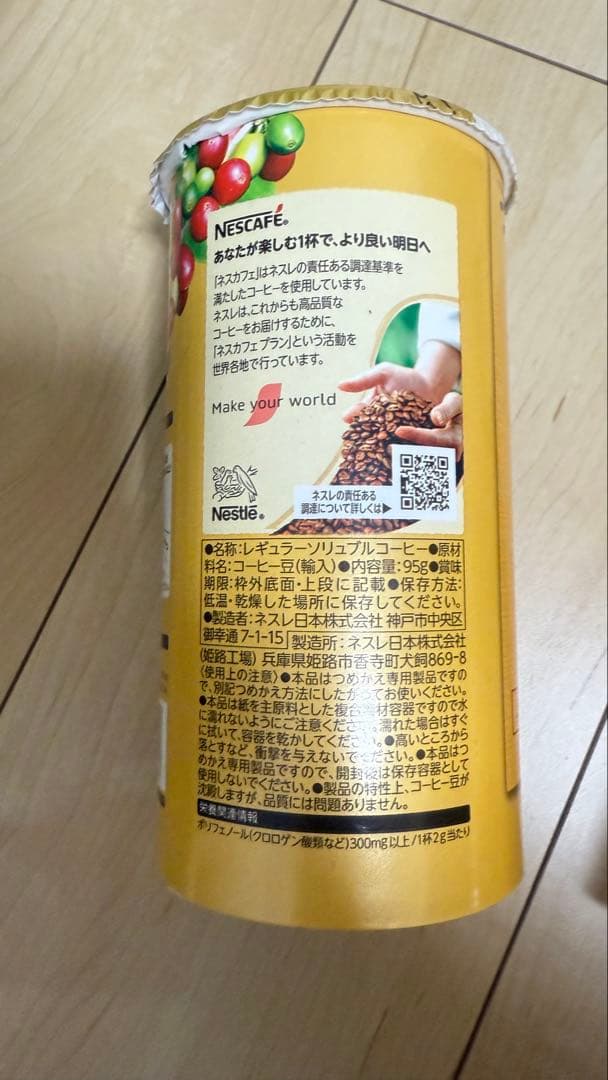 NESCAFÉ®
あなたが楽しむ1杯で、より良い明日へ
「ネスカフェ」はネスレの責任ある調達基準を
満たしたコーヒーを使用しています。
ネスレは、これからも高品質な
コーヒーをお届けするために、
「ネスカフェ プラン」という活動を
世界各地で行っています。
Make your world
Nestlé®
ネスレの責任ある
調達について詳しくは▶
●名称:レギュラーソリュブルコーヒー●原材
料名:コーヒー豆(輸入)●内容量:95g●賞味
期限:枠外底面・上段に記載●保存方法:
低温・乾燥した場所に保存してください。
●製造者:ネスレ日本株式会社 神戸市中央区
御幸通7-1-15 製造所:ネスレ日本株式会社
(姫路工場) 兵庫県姫路市香寺町犬飼869-8
〈使用上の注意〉●本品はつめかえ専用製品ですの
で、別記つめかえ方法にしたがってお使いください。
●本品は紙を主原料とした複合素材容器ですので水
に濡れないようにご注意ください。濡れた場合はすぐ
に拭いて、容器を乾かしてください。●高いところから
落とすなど、衝撃を与えないでください。●本品はつ
めかえ専用製品ですので、開封後は保存容器として
使用しないでください。●製品の特性上、コーヒー豆が
沈殿しますが、品質には問題ありません。
栄養関連情報
ポリフェノール(クロロゲン酸類など)300mg以上/1杯2g当たり